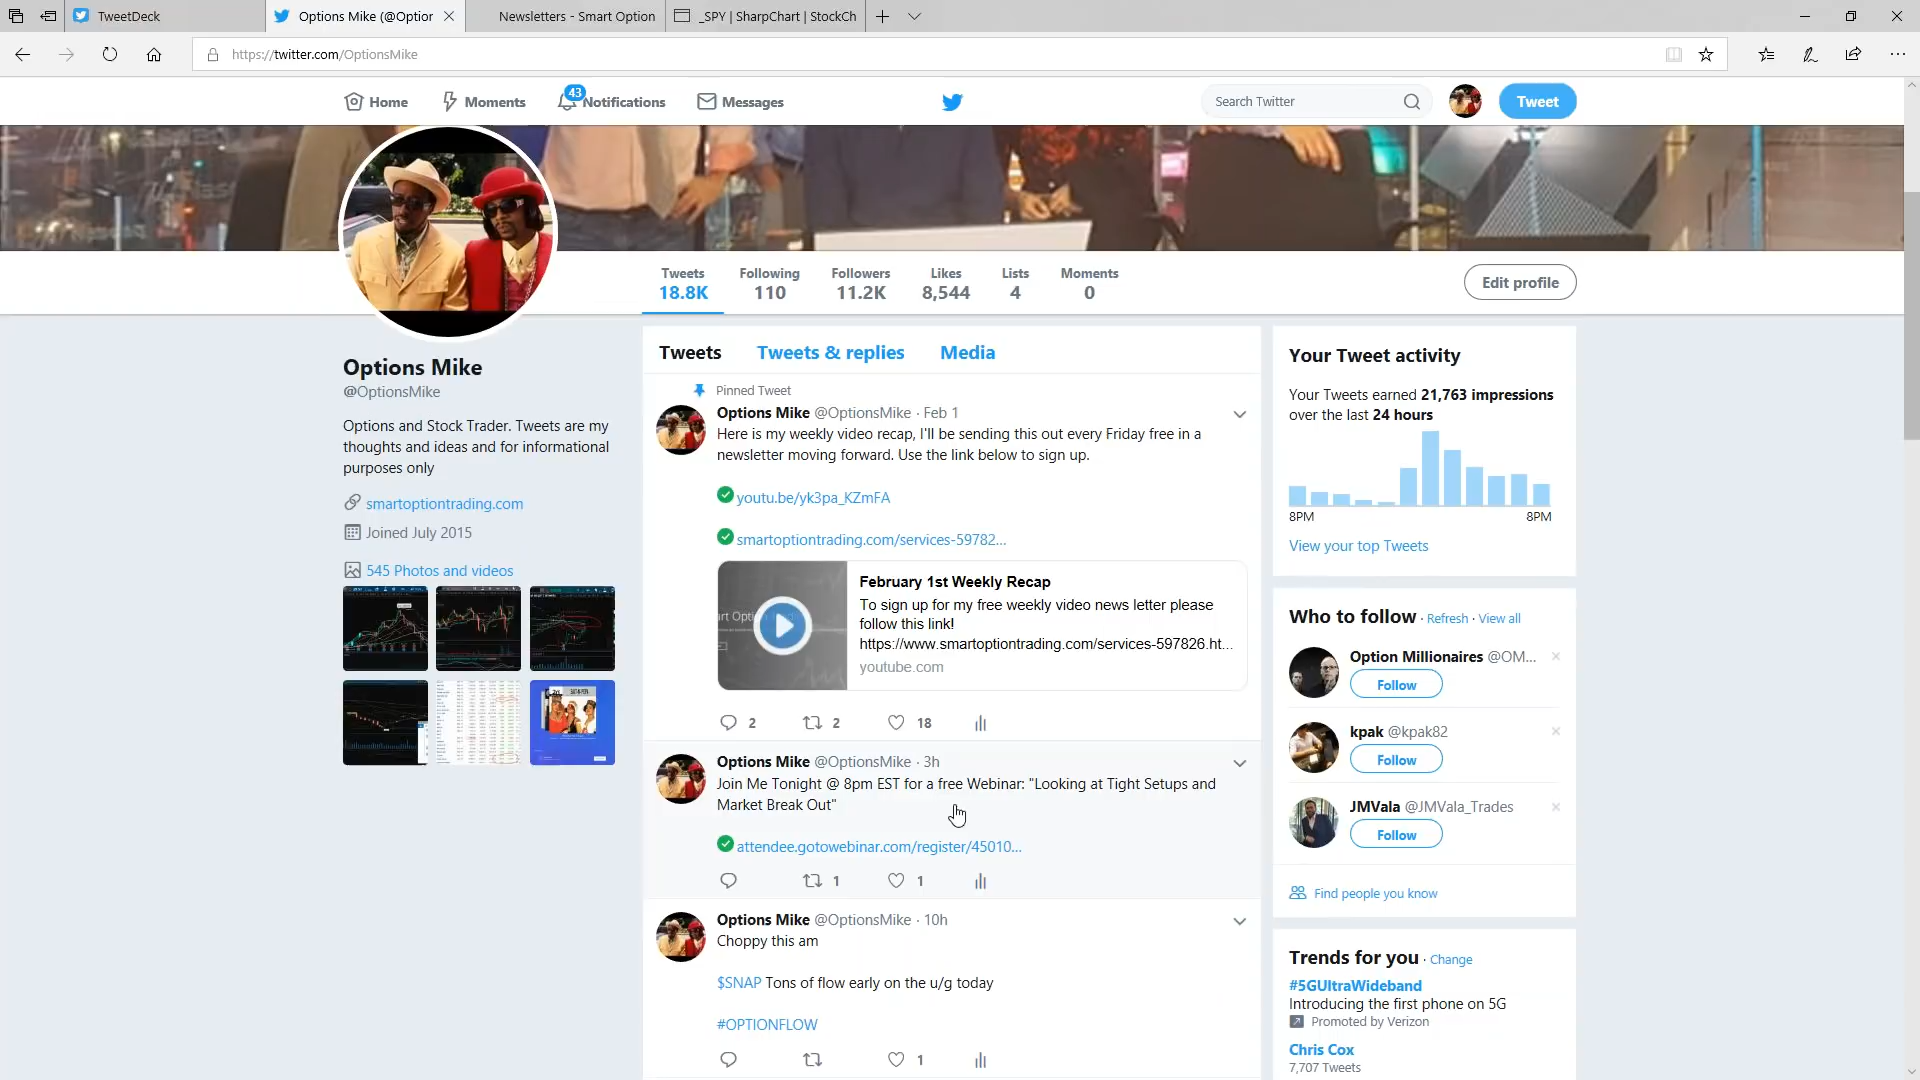 TweetDeck
Options Mike (@Option
Newsletters - Smart Option
_SPY | SharpChart | StockCh
https://twitter.com/OptionsMike
Home
Moments
43
Notifications
Messages
Search Twitter
Tweet
Tweets
18.8K
Following
110
Followers
11.2K
Likes
8,544
Lists
4
Moments
0
Edit profile
Options Mike
@OptionsMike
Options and Stock Trader. Tweets are my
thoughts and ideas and for informational
purposes only
smartoptiontrading.com
Joined July 2015
545 Photos and videos
Tweets
Tweets & replies
Media
Pinned Tweet
Options Mike @OptionsMike · Feb 1
Here is my weekly video recap, I'll be sending this out every Friday free in a
newsletter moving forward. Use the link below to sign up.
youtu.be/yk3pa_KZmFA
smartoptiontrading.com/services-59782...
February 1st Weekly Recap
To sign up for my free weekly video news letter please
follow this link!
https://www.smartoptiontrading.com/services-597826.ht...
youtube.com
2
2
18
Options Mike @OptionsMike · 3h
Join Me Tonight @ 8pm EST for a free Webinar: "Looking at Tight Setups and
Market Break Out"
attendee.gotowebinar.com/register/45010...
1
1
Options Mike @OptionsMike · 10h
Choppy this am
$SNAP Tons of flow early on the u/g today
#OPTIONFLOW
1
Your Tweet activity
Your Tweets earned 21,763 impressions
over the last 24 hours
8PM
8PM
View your top Tweets
Who to follow · Refresh · View all
Option Millionaires @OM...
Follow
kpak @kpak82
Follow
JMVala @JMVala_Trades
Follow
Find people you know
Trends for you · Change
#5GUltraWideband
Introducing the first phone on 5G
Promoted by Verizon
Chris Cox
7,707 Tweets